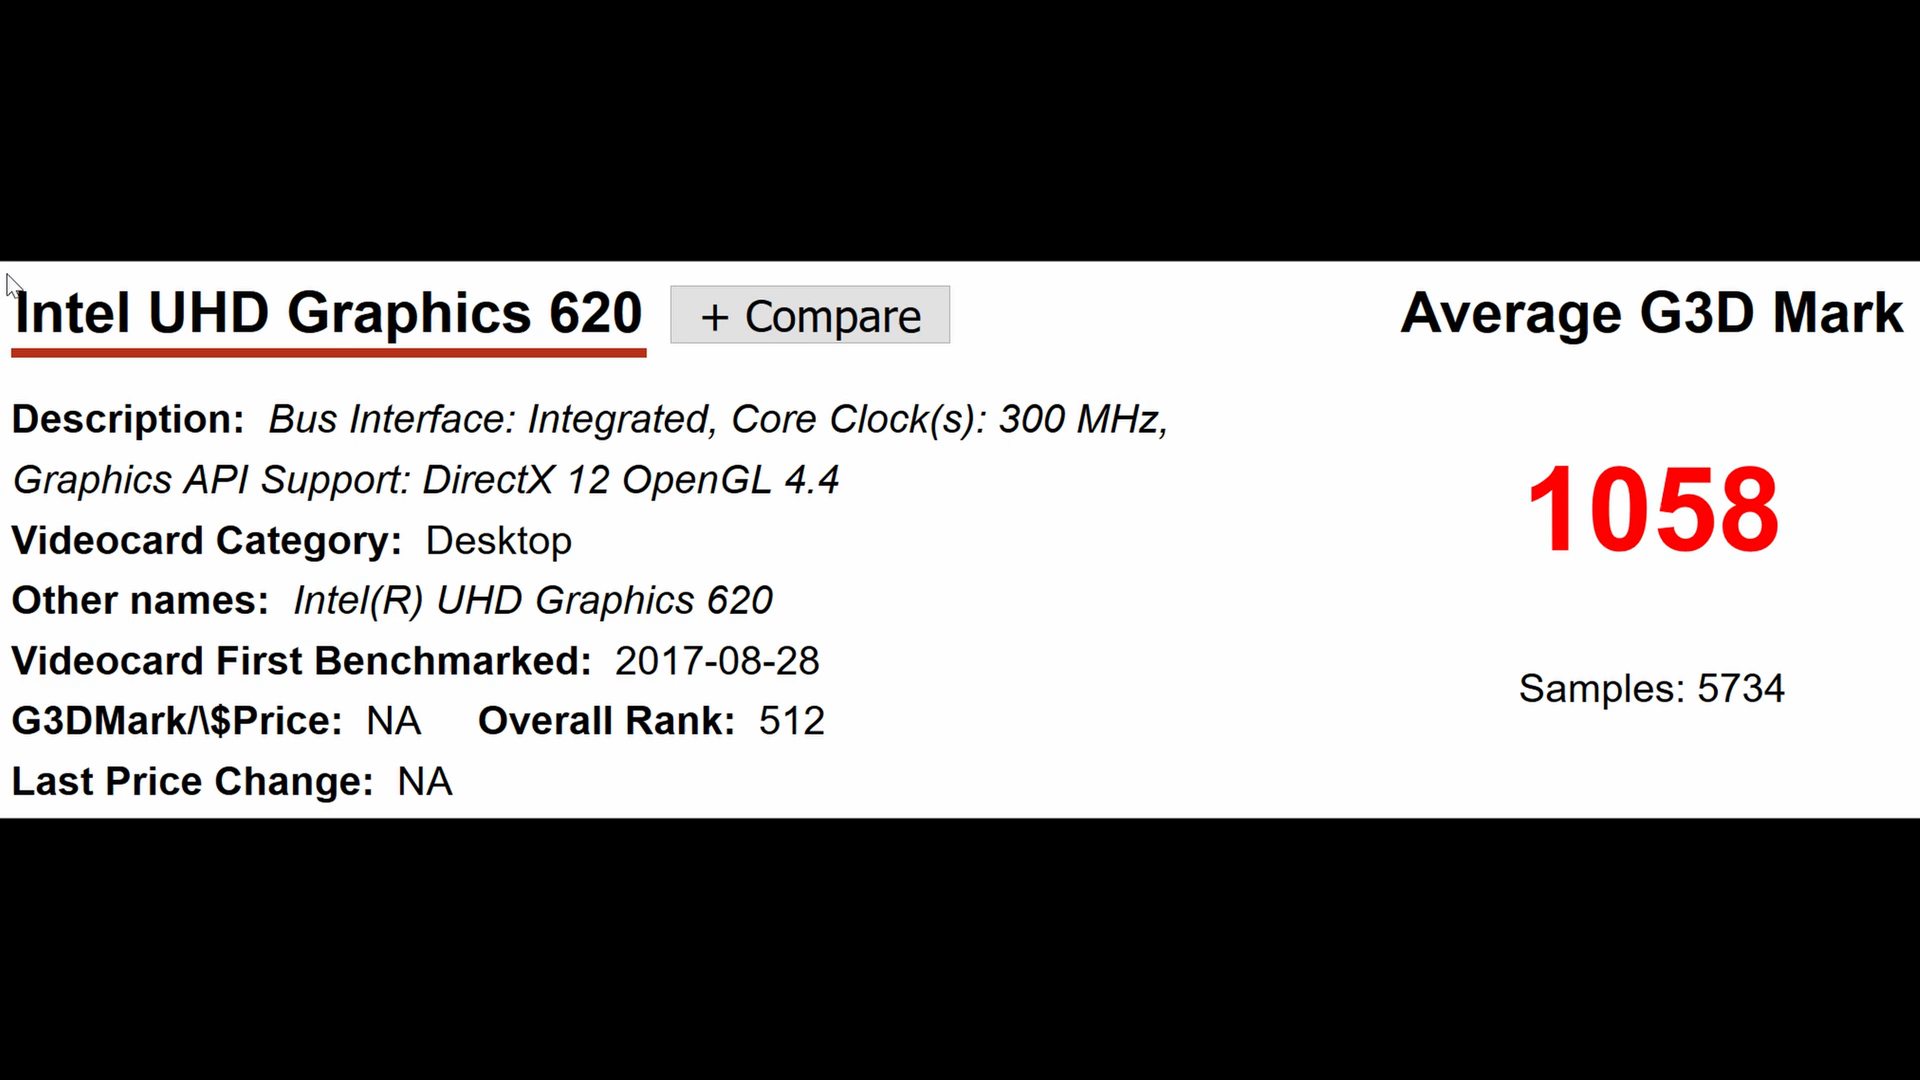 Intel UHD Graphics 620
+ Compare
Average G3D Mark
Description: Bus Interface: Integrated, Core Clock(s): 300 MHz,
Graphics API Support: DirectX 12 OpenGL 4.4
Videocard Category: Desktop
Other names: Intel(R) UHD Graphics 620
Videocard First Benchmarked: 2017-08-28
G3DMark/\$Price: NA Overall Rank: 512
Last Price Change: NA
1058
Samples: 5734